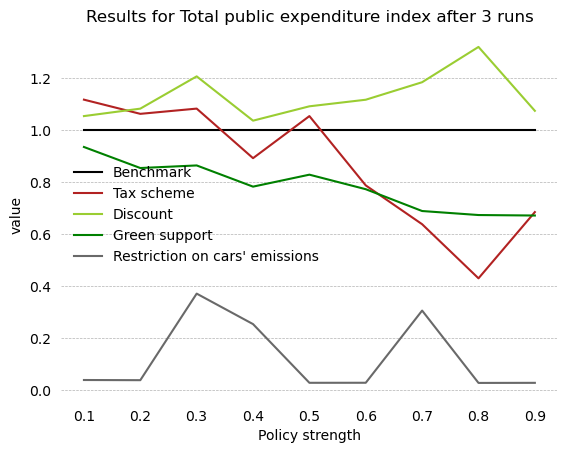 Results for Total public expenditure index after 3 runs
value
1.2
1.0
0.8
0.6
0.4
0.2
0.0
Benchmark
Tax scheme
Discount
Green support
Restriction on cars' emissions
0.1 0.2 0.3 0.4 0.5 0.6 0.7 0.8 0.9
Policy strength